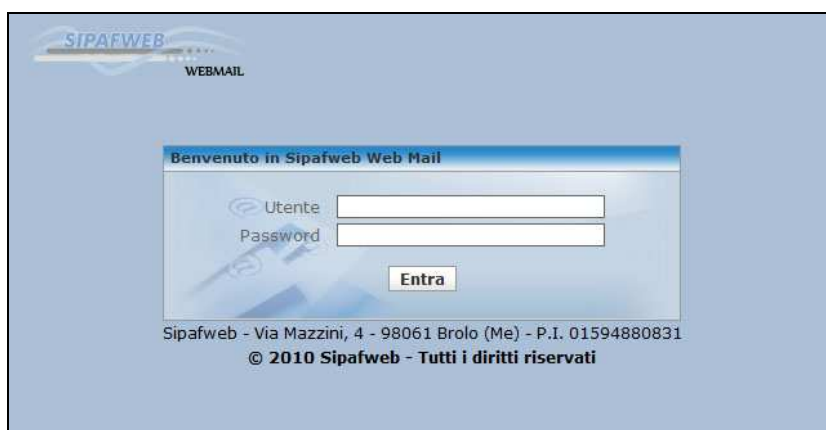 SIPAFWEB
WEBMAIL
Benvenuto in Sipafweb Web Mail
Utente
Password
Entra
Sipafweb - Via Mazzini, 4 - 98061 Brolo (Me) - P.I. 01594880831
© 2010 Sipafweb - Tutti i diritti riservati